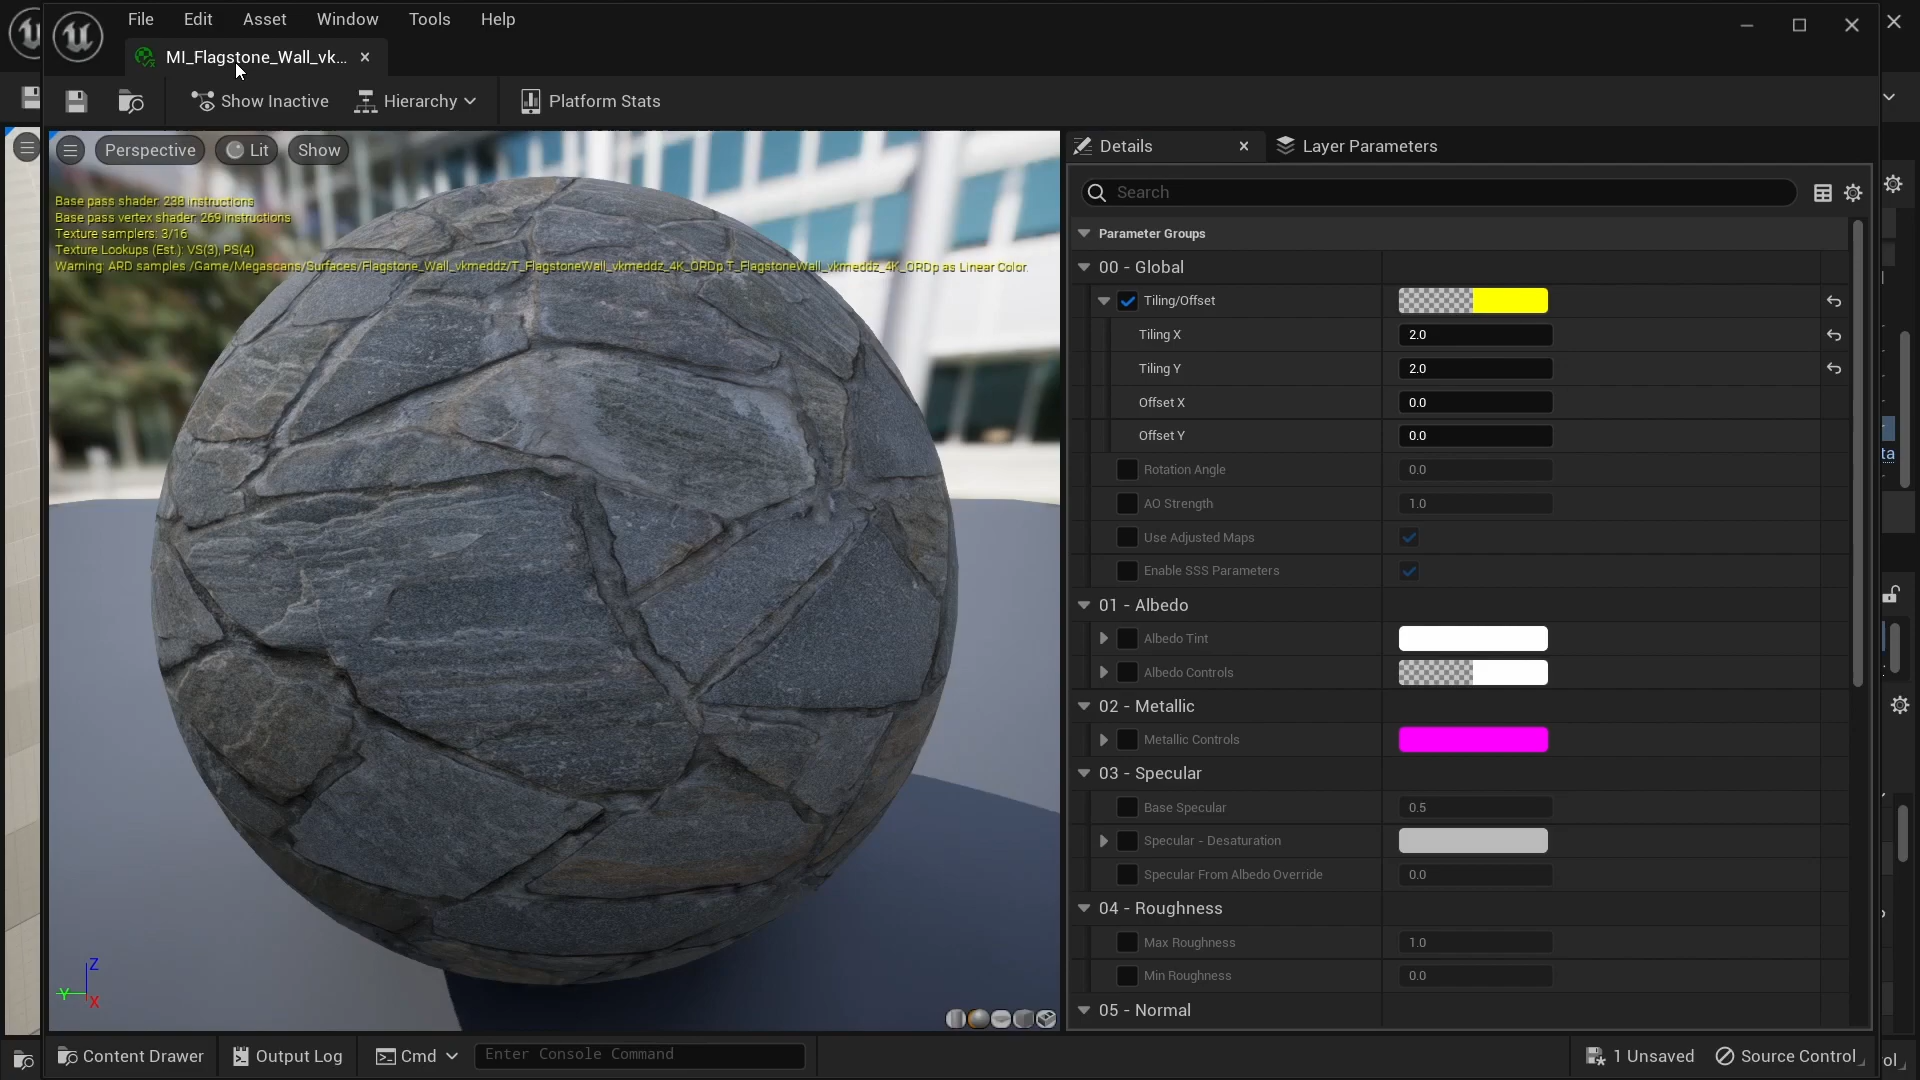 File Edit Asset Window Tools Help
MI_Flagstone_Wall_vk...
Show Inactive Hierarchy Platform Stats
Perspective Lit Show
Base pass shader: 238 instructions
Base pass vertex shader: 269 instructions
Texture samplers: 3/16
Texture Lookups (Est.): VS(3), PS(4)
Warning: ARD samples /Game/Megascans/Surfaces/Flagstone_Wall_vkmeddz/T_FlagstoneWall_vkmeddz_4K_ORDp.T_FlagstoneWall_vkmeddz_4K_ORDp as Linear Color.
Z
Y
X
Details Layer Parameters
Search
Parameter Groups
00 - Global
Tiling/Offset
Tiling X 2.0
Tiling Y 2.0
Offset X 0.0
Offset Y 0.0
Rotation Angle 0.0
AO Strength 1.0
Use Adjusted Maps
Enable SSS Parameters
01 - Albedo
Albedo Tint
Albedo Controls
02 - Metallic
Metallic Controls
03 - Specular
Base Specular 0.5
Specular - Desaturation
Specular From Albedo Override 0.0
04 - Roughness
Max Roughness 1.0
Min Roughness 0.0
05 - Normal
ta
Content Drawer Output Log Cmd Enter Console Command 1 Unsaved Source Control
ol